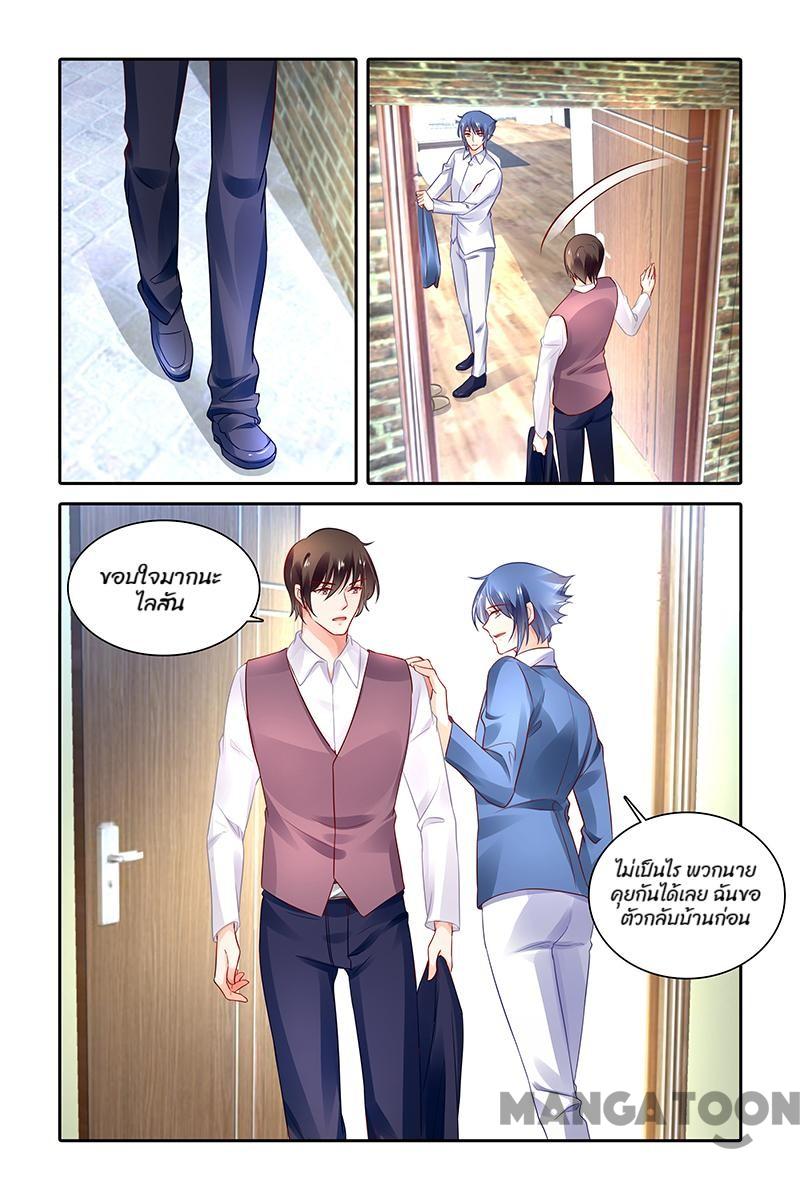 ขอบใจมากนะ
ไลสัน
ไม่เป็นไร พวกนาย
คุยกันได้เลย ฉันขอ
ตัวกลับบ้านก่อน
MANGATOON